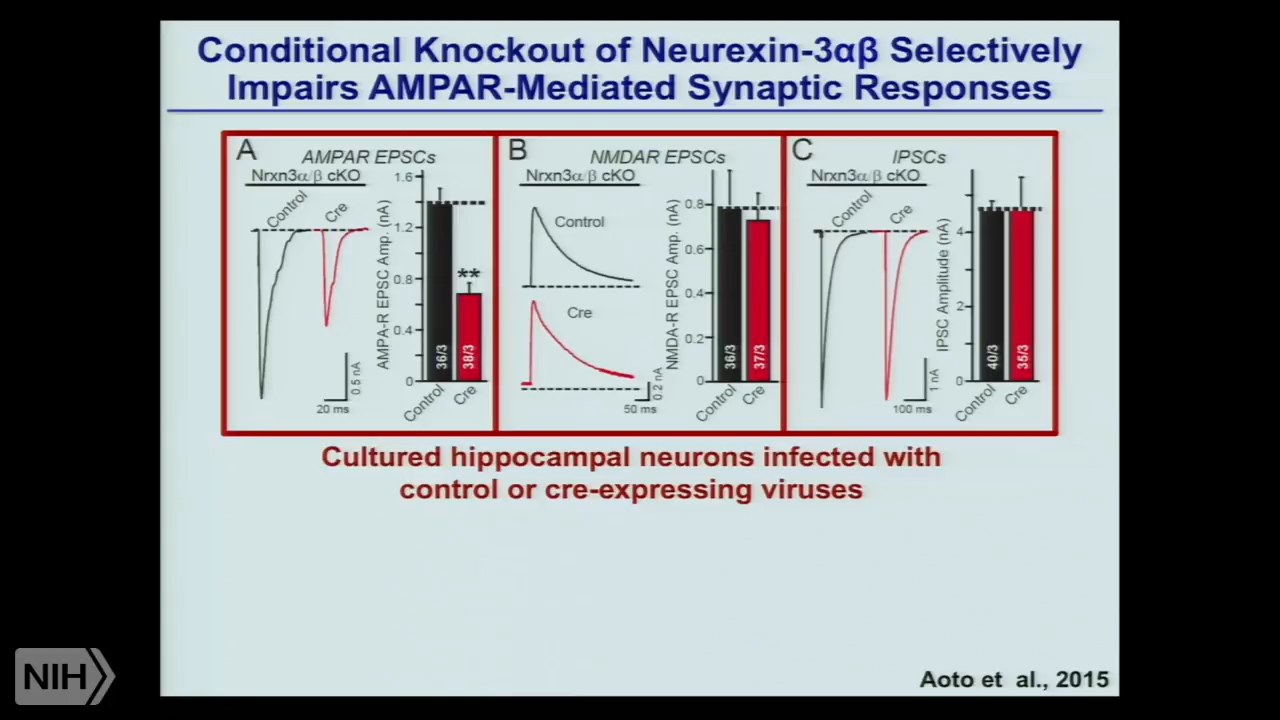 Conditional Knockout of Neurexin-3αβ Selectively
Impairs AMPAR-Mediated Synaptic Responses
A
AMPAR EPSCs
Nrxn3α/β cKO
Control
Cre
0.5 nA
20 ms
AMPA-R EPSC Amp. (nA)
1.6
1.2
0.8
0.4
0
**
36/3
38/3
Control
Cre
B
NMDAR EPSCs
Nrxn3α/β cKO
Control
Cre
0.2 nA
50 ms
NMDA-R EPSC Amp. (nA)
0.8
0.6
0.4
0.2
0
36/3
37/3
Control
Cre
C
IPSCs
Nrxn3α/β cKO
Control
Cre
1 nA
100 ms
IPSC Amplitude (nA)
4
2
0
40/3
35/3
Control
Cre
Cultured hippocampal neurons infected with
control or cre-expressing viruses
NIH
Aoto et al., 2015